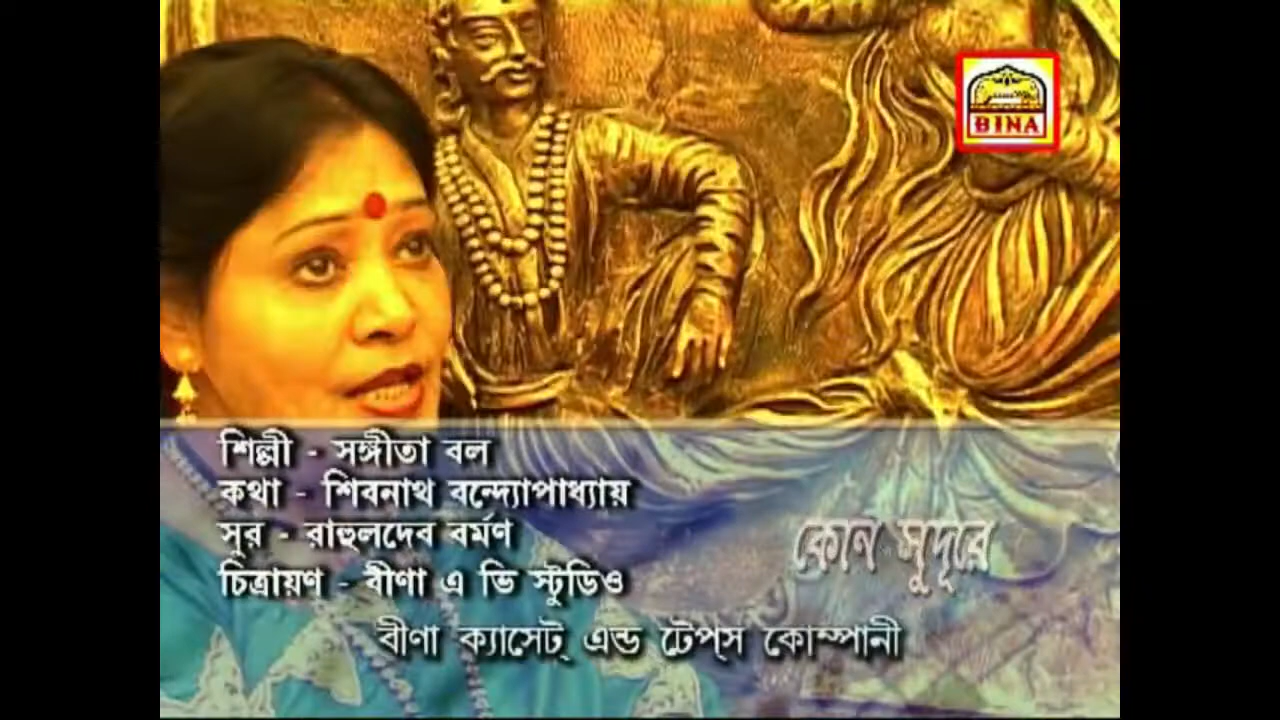 BINA
শিল্পী - সঙ্গীতা বল
কথা - শিবনাথ বন্দ্যোপাধ্যায়
সুর - রাহুলদেব বর্মণ
চিত্রায়ণ - বীণা এ ভি স্টুডিও
কোন সুদূরে
বীণা ক্যাসেট্ এন্ড টেপ্‌স কোম্পানী